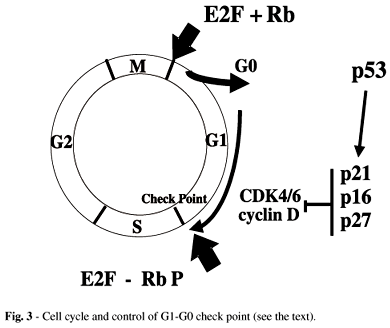 E2F + Rb
G0
p53
M
G2
G1
Check Point
S
CDK4/6
cyclin D
p21
p16
p27
E2F - Rb P
Fig. 3 - Cell cycle and control of G1-G0 check point (see the text).